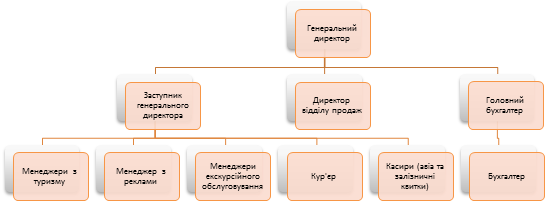 Генеральний
директор
Заступник
генерального
директора
Директор
відділу продаж
Головний
бухгалтер
Менеджери з
туризму
Менеджер з
реклами
Менеджери
екскурсійного
обслуговування
Кур'єр
Касири (авіа та
залізничні
квитки)
Бухгалтер